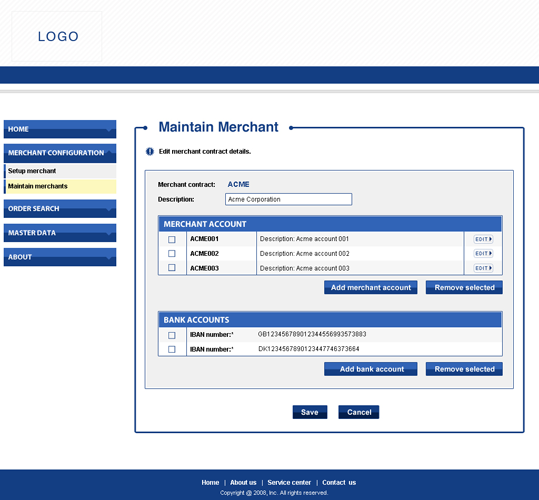 LOGO
HOME
MERCHANT CONFIGURATION
Setup merchant
Maintain merchants
ORDER SEARCH
MASTER DATA
ABOUT
Maintain Merchant
Edit merchant contract details.
Merchant contract: ACME
Description: Acme Corporation
MERCHANT ACCOUNT
ACME001 Description: Acme account 001 EDIT
ACME002 Description: Acme account 002 EDIT
ACME003 Description: Acme account 003 EDIT
Add merchant account Remove selected
BANK ACCOUNTS
IBAN number:* GB123456789012344556993573883
IBAN number:* DK1234567890123447746373664
Add bank account Remove selected
Save Cancel
Home | About us | Service center | Contact us
Copyright @ 2008, Inc. All rights reserved.